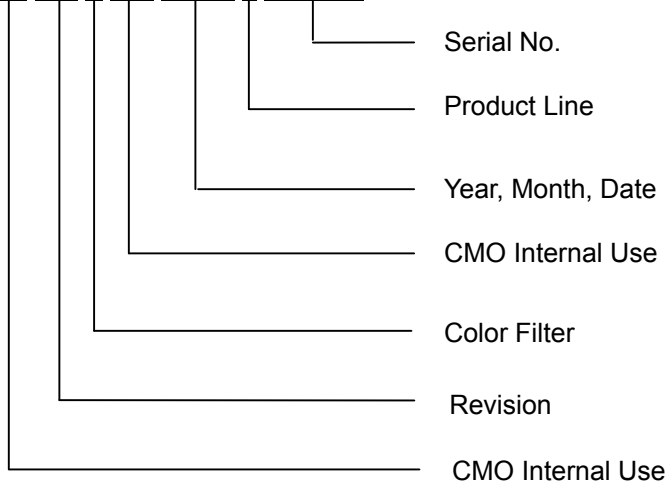 Serial No.
Product Line
Year, Month, Date
CMO Internal Use
Color Filter
Revision
CMO Internal Use